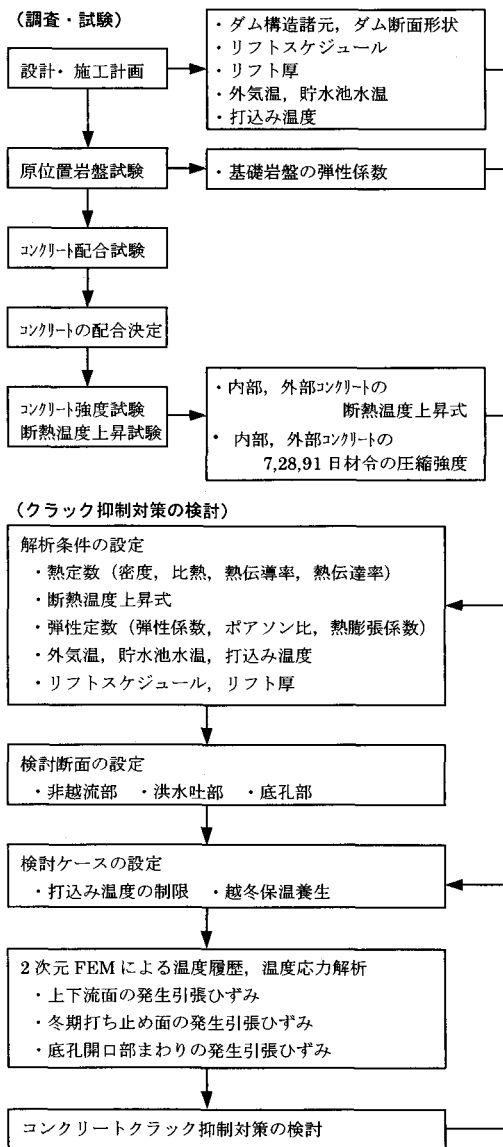 (調査・試験)
設計・施工計画
・ダム構造諸元，ダム断面形状
・リフトスケジュール
・リフト厚
・外気温，貯水池水温
・打込み温度
原位置岩盤試験
・基礎岩盤の弾性係数
コンクリート配合試験
コンクリートの配合決定
コンクリート強度試験
断熱温度上昇試験
・内部，外部コンクリートの
断熱温度上昇式
・内部，外部コンクリートの
7,28,91日材令の圧縮強度
(クラック抑制対策の検討)
解析条件の設定
・熱定数（密度，比熱，熱伝導率，熱伝達率）
・断熱温度上昇式
・弾性定数（弾性係数，ポアソン比，熱膨張係数）
・外気温，貯水池水温，打込み温度
・リフトスケジュール，リフト厚
検討断面の設定
・非越流部 ・洪水吐部 ・底孔部
検討ケースの設定
・打込み温度の制限 ・越冬保温養生
2次元FEMによる温度履歴，温度応力解析
・上下流面の発生引張ひずみ
・冬期打ち止め面の発生引張ひずみ
・底孔開口部まわりの発生引張ひずみ
コンクリートクラック抑制対策の検討